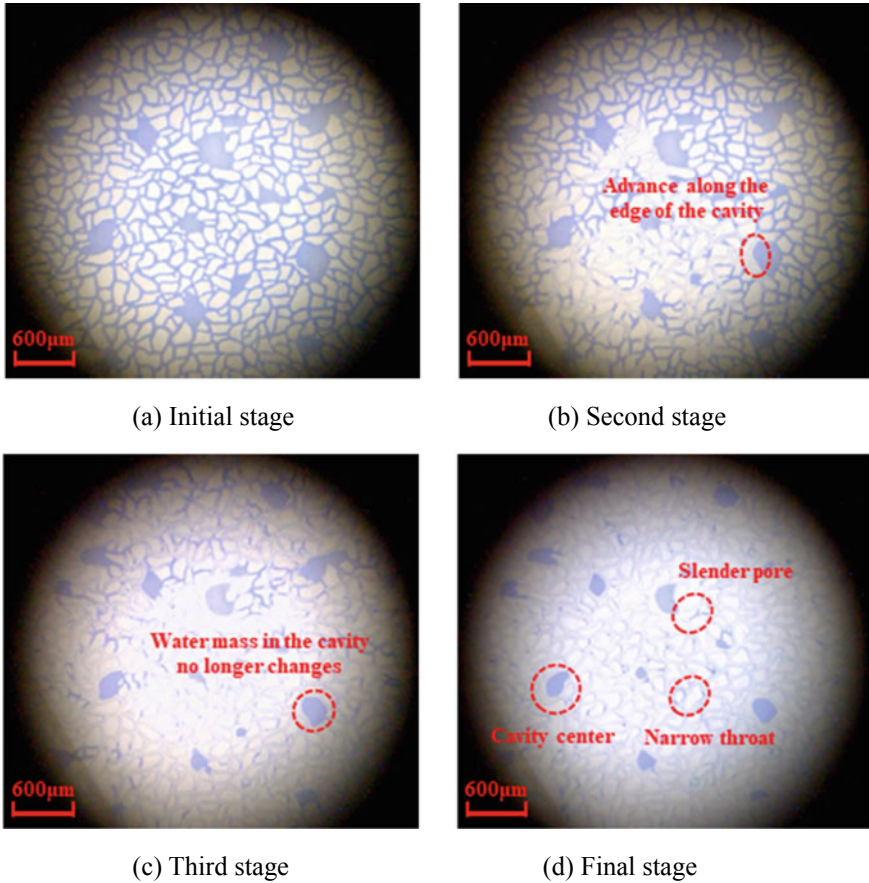 600μm
Advance along the
edge of the cavity
600μm
(a) Initial stage
(b) Second stage
Water mass in the cavity
no longer changes
600μm
Slender pore
Cavity center
Narrow throat
600μm
(c) Third stage
(d) Final stage